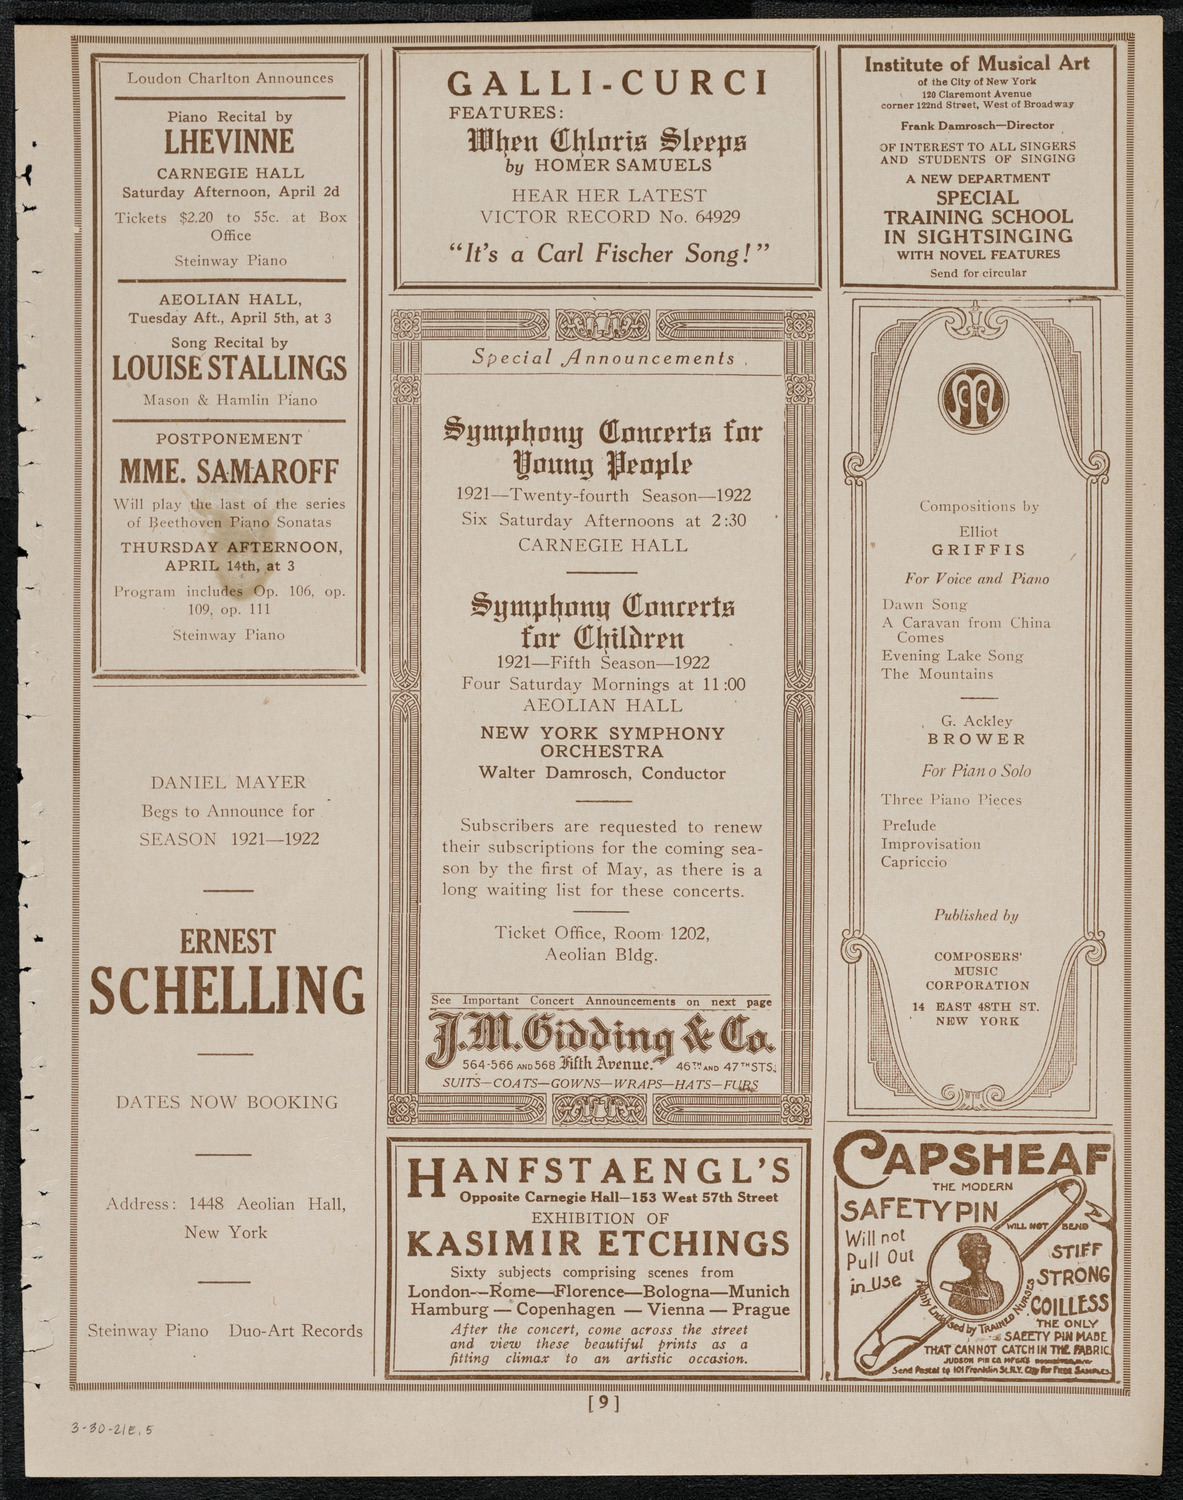 Loudon Charlton Announces
Piano Recital by
LHEVINNE
CARNEGIE HALL
Saturday Afternoon, April 2d
Tickets $2.20 to 55c. at Box
Office
Steinway Piano
AEOLIAN HALL,
Tuesday Aft., April 5th, at 3
Song Recital by
LOUISE STALLINGS
Mason & Hamlin Piano
POSTPONEMENT
MME. SAMAROFF
Will play the last of the series
of Beethoven Piano Sonatas
THURSDAY AFTERNOON,
APRIL 14th, at 3
Program includes Op. 106, op.
109, op. 111
Steinway Piano
DANIEL MAYER
Begs to Announce for
SEASON 1921—1922
ERNEST
SCHELLING
DATES NOW BOOKING
Address: 1448 Aeolian Hall,
New York
Steinway Piano Duo-Art Records
GALLI-CURCI
FEATURES:
When Chloris Sleeps
by HOMER SAMUELS
HEAR HER LATEST
VICTOR RECORD No. 64929
"It's a Carl Fischer Song!"
Special Announcements
Symphony Concerts for
Young People
1921—Twenty-fourth Season—1922
Six Saturday Afternoons at 2:30
CARNEGIE HALL
Symphony Concerts
for Children
1921—Fifth Season—1922
Four Saturday Mornings at 11:00
AEOLIAN HALL
NEW YORK SYMPHONY
ORCHESTRA
Walter Damrosch, Conductor
Subscribers are requested to renew
their subscriptions for the coming sea-
son by the first of May, as there is a
long waiting list for these concerts.
Ticket Office, Room 1202,
Aeolian Bldg.
See Important Concert Announcements on next page
J.M. Gidding & Co.
564-566 AND 568 Fifth Avenue. 46TH AND 47TH STS.
SUITS—COATS—GOWNS—WRAPS—HATS—FURS
HANFSTAENGL'S
Opposite Carnegie Hall—153 West 57th Street
EXHIBITION OF
KASIMIR ETCHINGS
Sixty subjects comprising scenes from
London—Rome—Florence—Bologna—Munich
Hamburg — Copenhagen — Vienna — Prague
After the concert, come across the street
and view these beautiful prints as a
fitting climax to an artistic occasion.
Institute of Musical Art
of the City of New York
120 Claremont Avenue
corner 122nd Street, West of Broadway
Frank Damrosch—Director
OF INTEREST TO ALL SINGERS
AND STUDENTS OF SINGING
A NEW DEPARTMENT
SPECIAL
TRAINING SCHOOL
IN SIGHTSINGING
WITH NOVEL FEATURES
Send for circular
Compositions by
Elliot
GRIFFIS
For Voice and Piano
Dawn Song
A Caravan from China
Comes
Evening Lake Song
The Mountains
G. Ackley
BROWER
For Piano Solo
Three Piano Pieces
Prelude
Improvisation
Capriccio
Published by
COMPOSERS'
MUSIC
CORPORATION
14 EAST 48TH ST.
NEW YORK
CAPSHEAF
THE MODERN
SAFETY PIN
WILL NOT BEND
Will not
Pull Out
in Use
STIFF
STRONG
COILLESS
Highly Endorsed by TRAINED NURSES
THE ONLY
SAFETY PIN MADE
THAT CANNOT CATCH IN THE FABRIC.
JUDSON PIN CO. MFGRS
Send Postal to 101 Franklin St. N.Y. City for FREE SAMPLES
[9]
3-30-21E.5